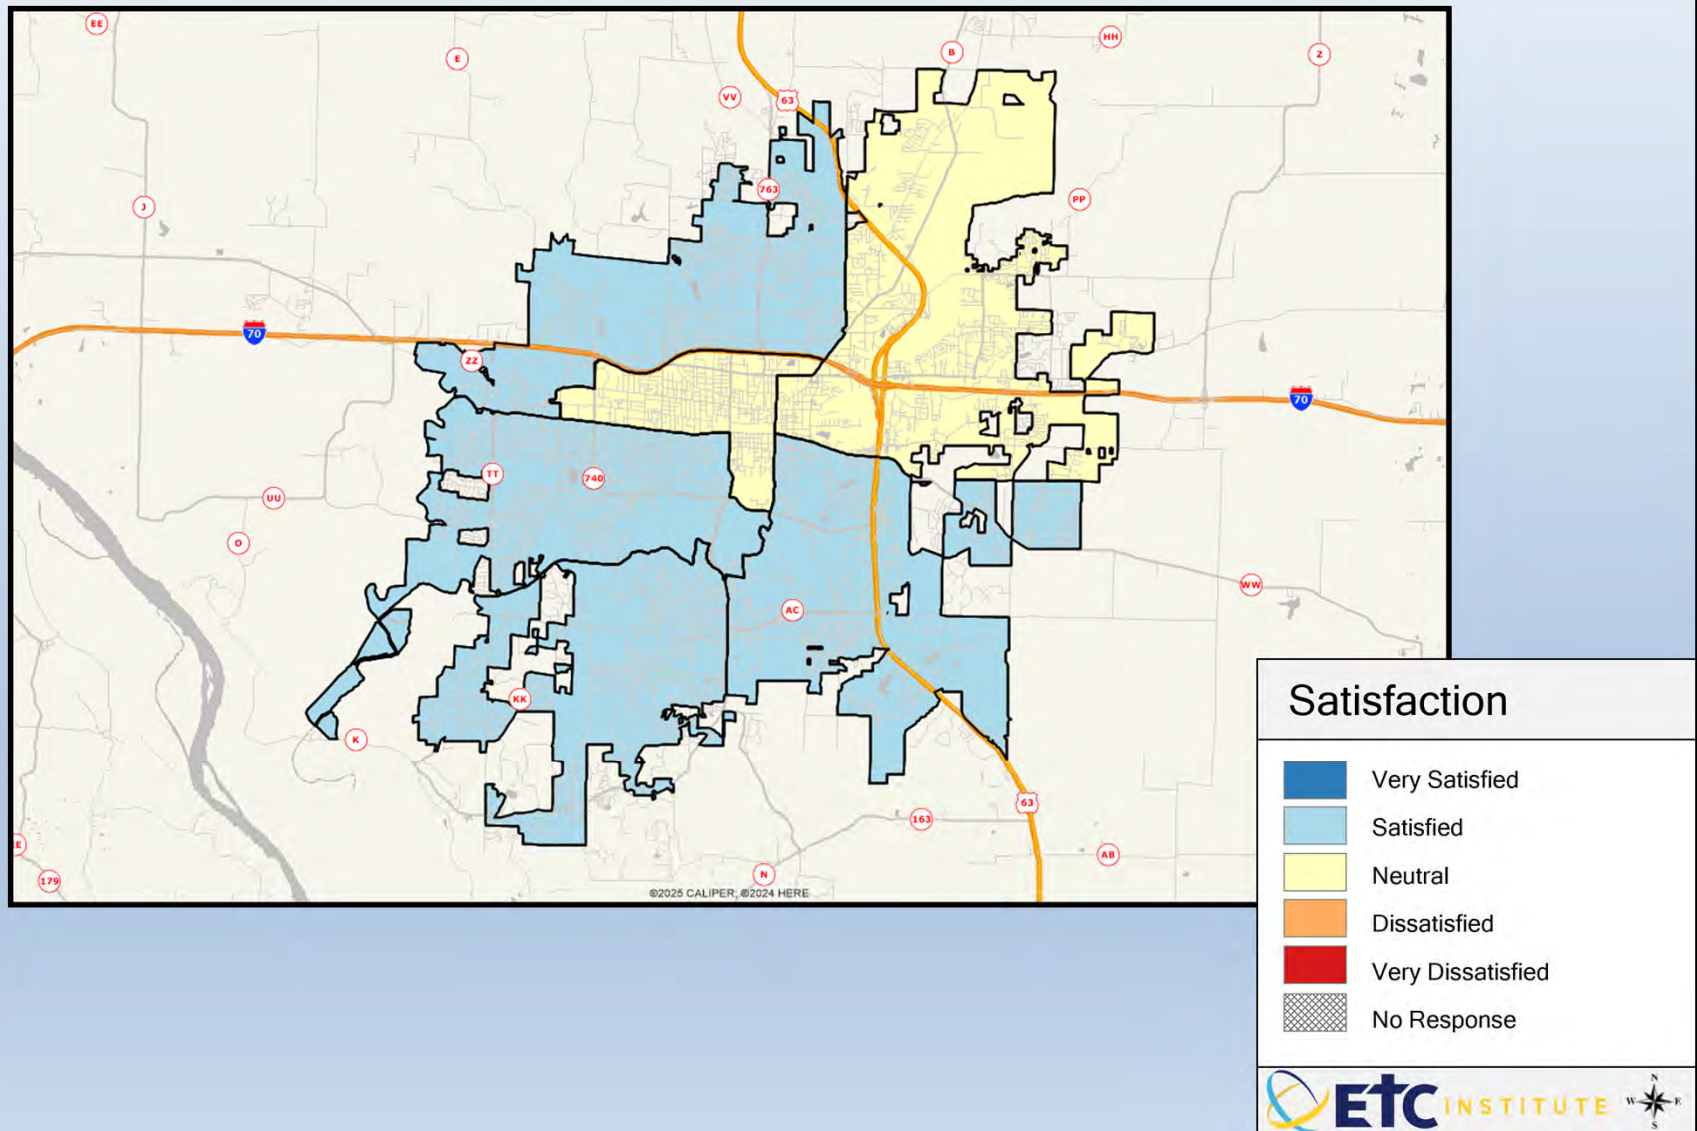 EE
E
B
HH
Z
VV
63
763
J
PP
70
ZZ
70
TT
740
UU
O
WW
AC
KK
K
63
163
E
AB
N
179
©2025 CALIPER; ©2024 HERE
Satisfaction
Very Satisfied
Satisfied
Neutral
Dissatisfied
Very Dissatisfied
No Response
ETC INSTITUTE
N
W E
S